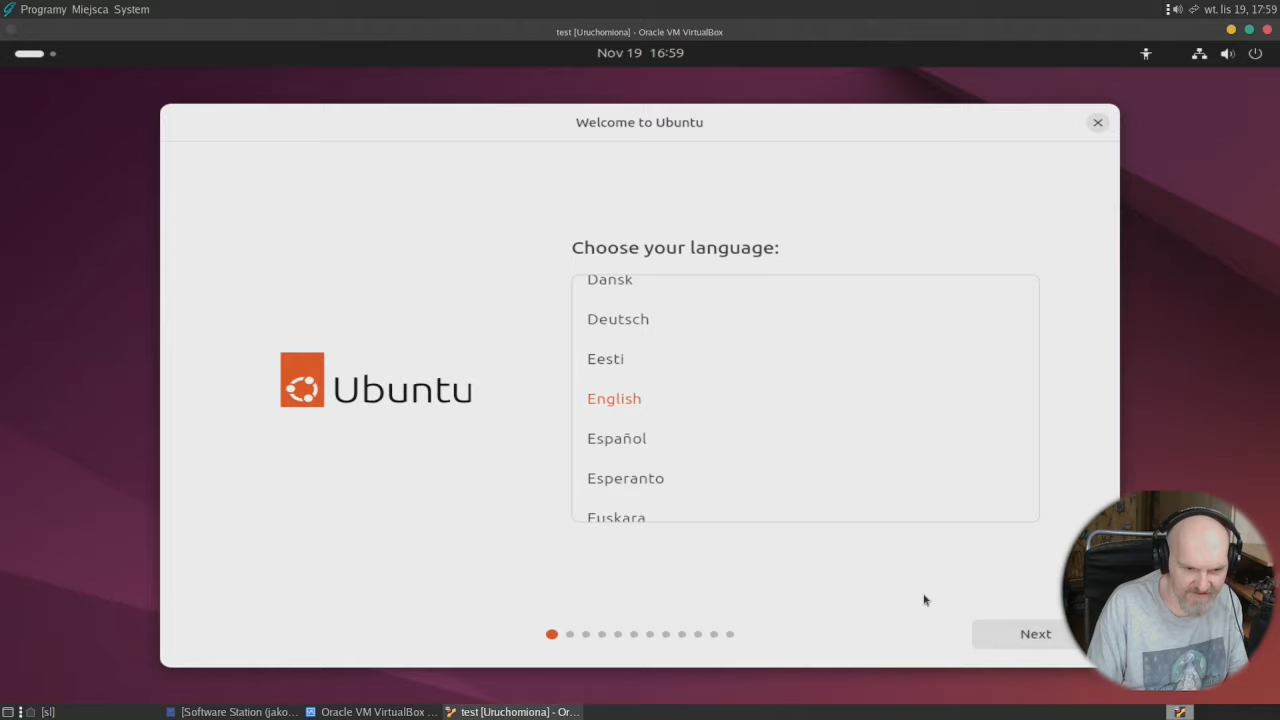 Programy Miejsca System
wt. lis 19, 17:59
test [Uruchomiona] - Oracle VM VirtualBox
Nov 19 16:59
Welcome to Ubuntu
Choose your language:
Dansk
Deutsch
Eesti
English
Español
Esperanto
Euskara
Ubuntu
Next
[sl]
[Software Station (jako...
Oracle VM VirtualBox ...
test [Uruchomiona] - Or...